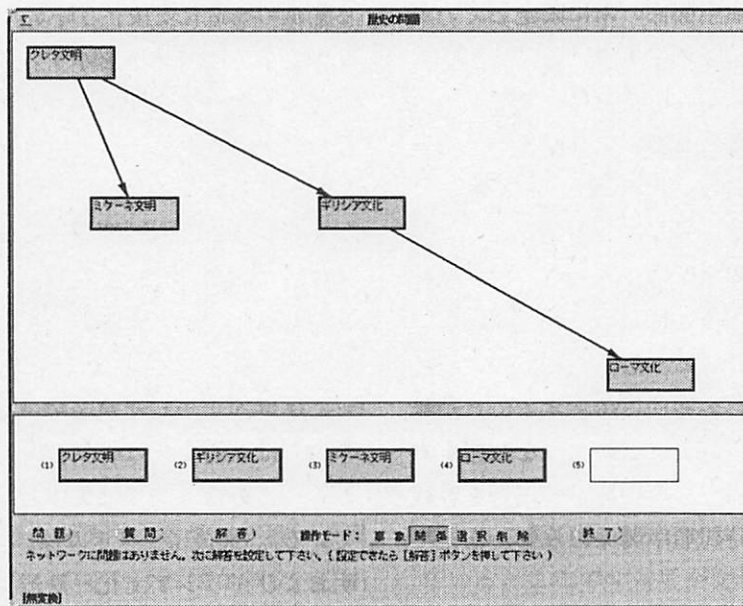 歴史の問題
クレタ文明
ミケーネ文明
ギリシア文化
ローマ文化
(1) クレタ文明 (2) ギリシア文化 (3) ミケーネ文明 (4) ローマ文化 (5)
問 題 質 問 解 答 操作モード: 事 象 関 係 選 択 削 除 終 了
ネットワークに問題はありません。次に解答を設定して下さい。(設定できたら [解答] ボタンを押して下さい)
[無変換]